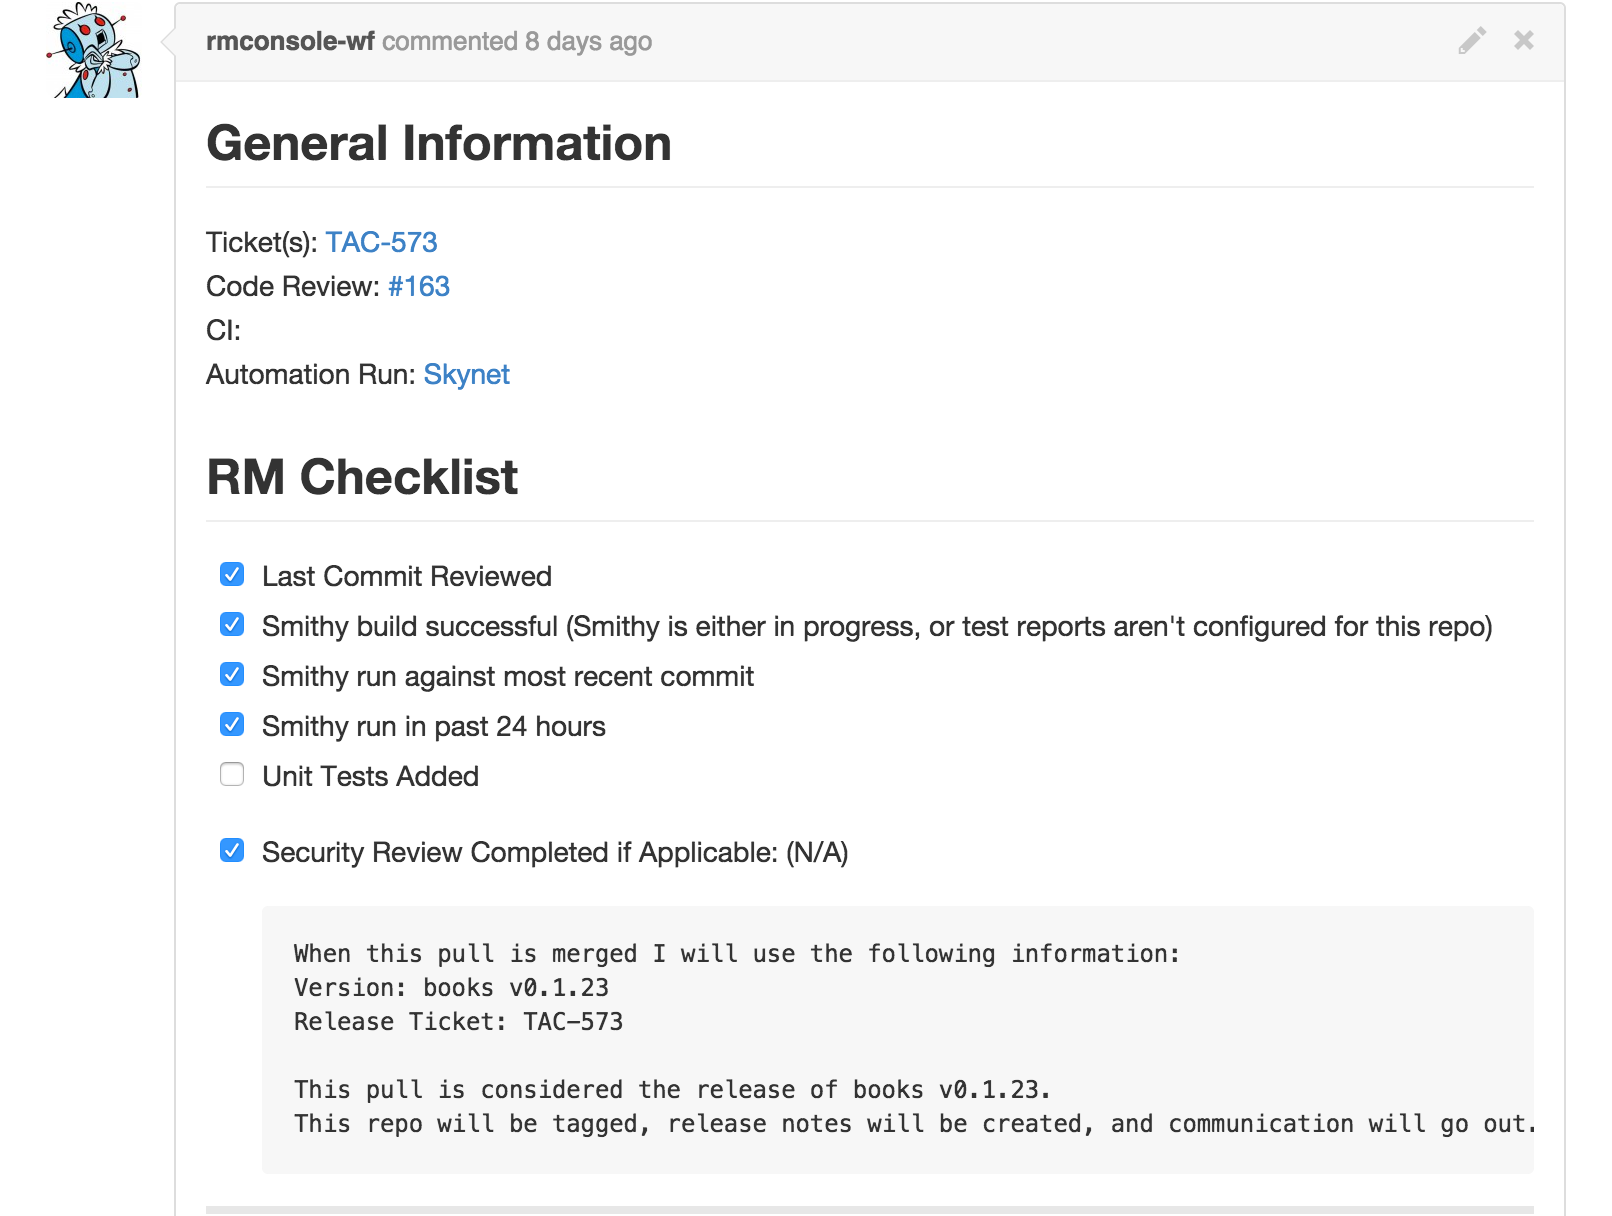 rmconsole-wf commented 8 days ago
General Information
Ticket(s): TAC-573
Code Review: #163
CI:
Automation Run: Skynet
RM Checklist
Last Commit Reviewed
Smithy build successful (Smithy is either in progress, or test reports aren't configured for this repo)
Smithy run against most recent commit
Smithy run in past 24 hours
Unit Tests Added
Security Review Completed if Applicable: (N/A)
When this pull is merged I will use the following information:
Version: books v0.1.23
Release Ticket: TAC-573
This pull is considered the release of books v0.1.23.
This repo will be tagged, release notes will be created, and communication will go out.